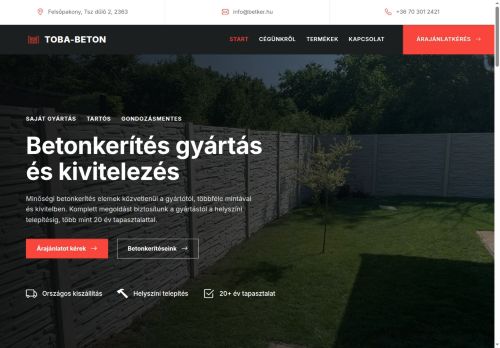 Felsőpakony, 7sz dűlő 2, 2363
info@betker.hu
+36 70 301 2421
TOBA-BETON
START
CÉGÜNKRŐL
TERMÉKEK
KAPCSOLAT
ÁRAJÁNLATKÉRÉS →
SAJÁT GYÁRTÁS
TARTÓS
GONDOZÁSMENTES
Betonkerítés gyártás
és kivitelezés
Minőségi betonkerítés elemek közvetlenül a gyártótól, többféle mintával
és kivitelben. Komplett megoldást biztosítunk a gyártástól a helyszíni
telepítésig, több mint 20 év tapasztalattal.
Árajánlatot kérek →
Betonkerítéseink →
Országos kiszállítás
Helyszíni telepítés
20+ év tapasztalat